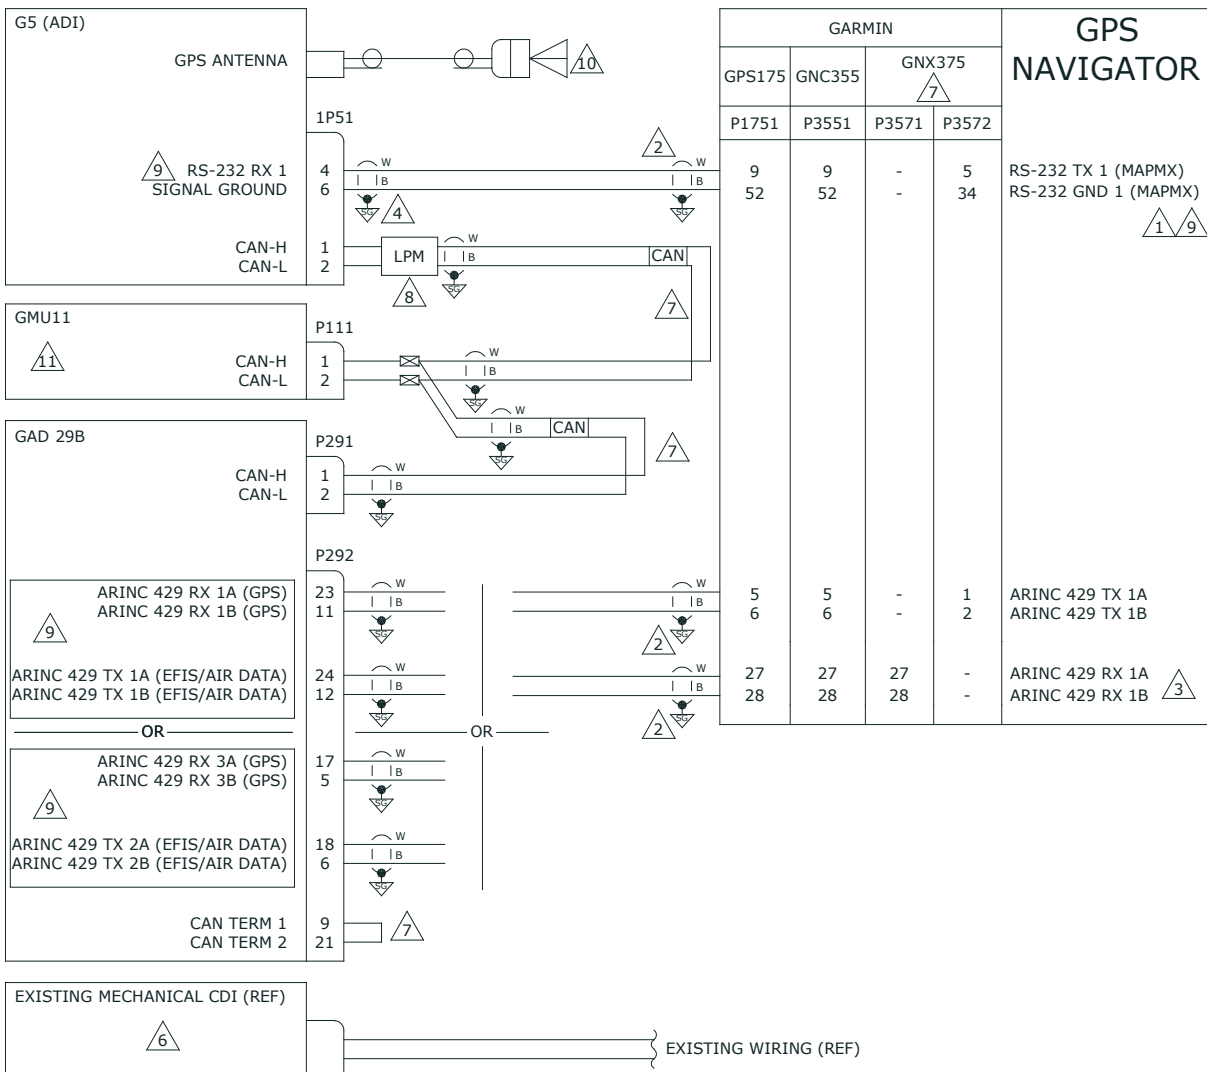 G5 (ADI)
GPS ANTENNA
10
1P51
9 RS-232 RX 1 4 W 2 W
SIGNAL GROUND 6 B B
SG 4 SG
CAN-H 1 LPM W CAN
CAN-L 2 B
8 SG 7
GMU11
11
P111
CAN-H 1 W
CAN-L 2 B
SG
W
B CAN
SG
7
GAD 29B
P291
CAN-H 1 W
CAN-L 2 B
SG
P292
ARINC 429 RX 1A (GPS) 23 W W
ARINC 429 RX 1B (GPS) 11 B B
9 SG 2 SG
ARINC 429 TX 1A (EFIS/AIR DATA) 24 W W
ARINC 429 TX 1B (EFIS/AIR DATA) 12 B B
SG 2 SG
OR OR
ARINC 429 RX 3A (GPS) 17 W
ARINC 429 RX 3B (GPS) 5 B
9 SG
ARINC 429 TX 2A (EFIS/AIR DATA) 18 W
ARINC 429 TX 2B (EFIS/AIR DATA) 6 B
SG
CAN TERM 1 9
CAN TERM 2 21
7
EXISTING MECHANICAL CDI (REF)
6
EXISTING WIRING (REF)
GARMIN
GPS
NAVIGATOR
GPS175 GNC355 GNX375
7
P1751 P3551 P3571 P3572
9 9 - 5 RS-232 TX 1 (MAPMX)
52 52 - 34 RS-232 GND 1 (MAPMX)
1 9
5 5 - 1 ARINC 429 TX 1A
6 6 - 2 ARINC 429 TX 1B
27 27 27 - ARINC 429 RX 1A
28 28 28 - ARINC 429 RX 1B
3